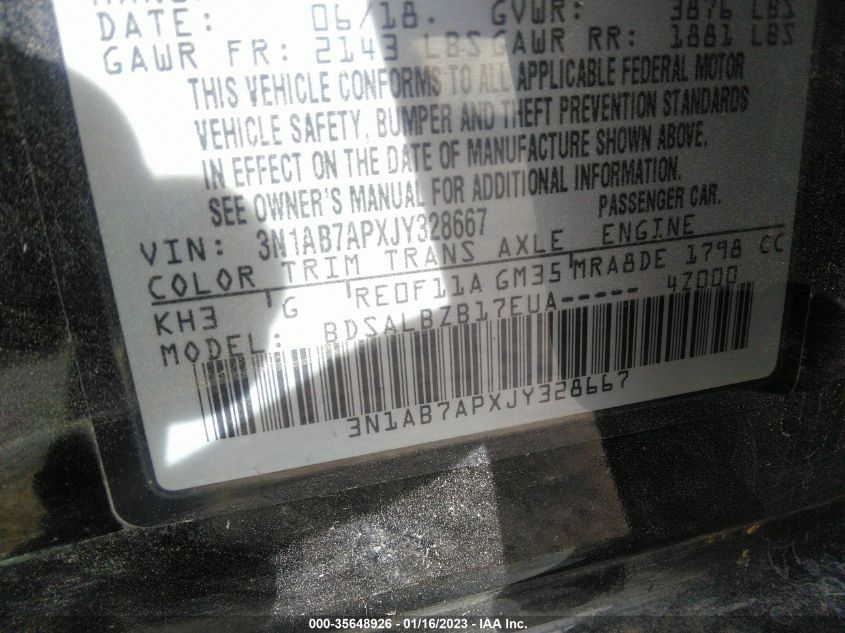 DATE: 06/18. GVWR: 3876 LBS
GAWR FR: 2143 LBS GAWR RR: 1881 LBS
THIS VEHICLE CONFORMS TO ALL APPLICABLE FEDERAL MOTOR
VEHICLE SAFETY, BUMPER AND THEFT PREVENTION STANDARDS
IN EFFECT ON THE DATE OF MANUFACTURE SHOWN ABOVE.
SEE OWNER'S MANUAL FOR ADDITIONAL INFORMATION.
VIN: 3N1AB7APXJY328667 PASSENGER CAR.
COLOR TRIM TRANS AXLE ENGINE
KH3 G RE0F11A GM35 MRA8DE 1798 CC
MODEL: BDSALBZB17EUA----- 4Z000
3N1AB7APXJY328667
000-35648926 - 01/16/2023 - IAA Inc.